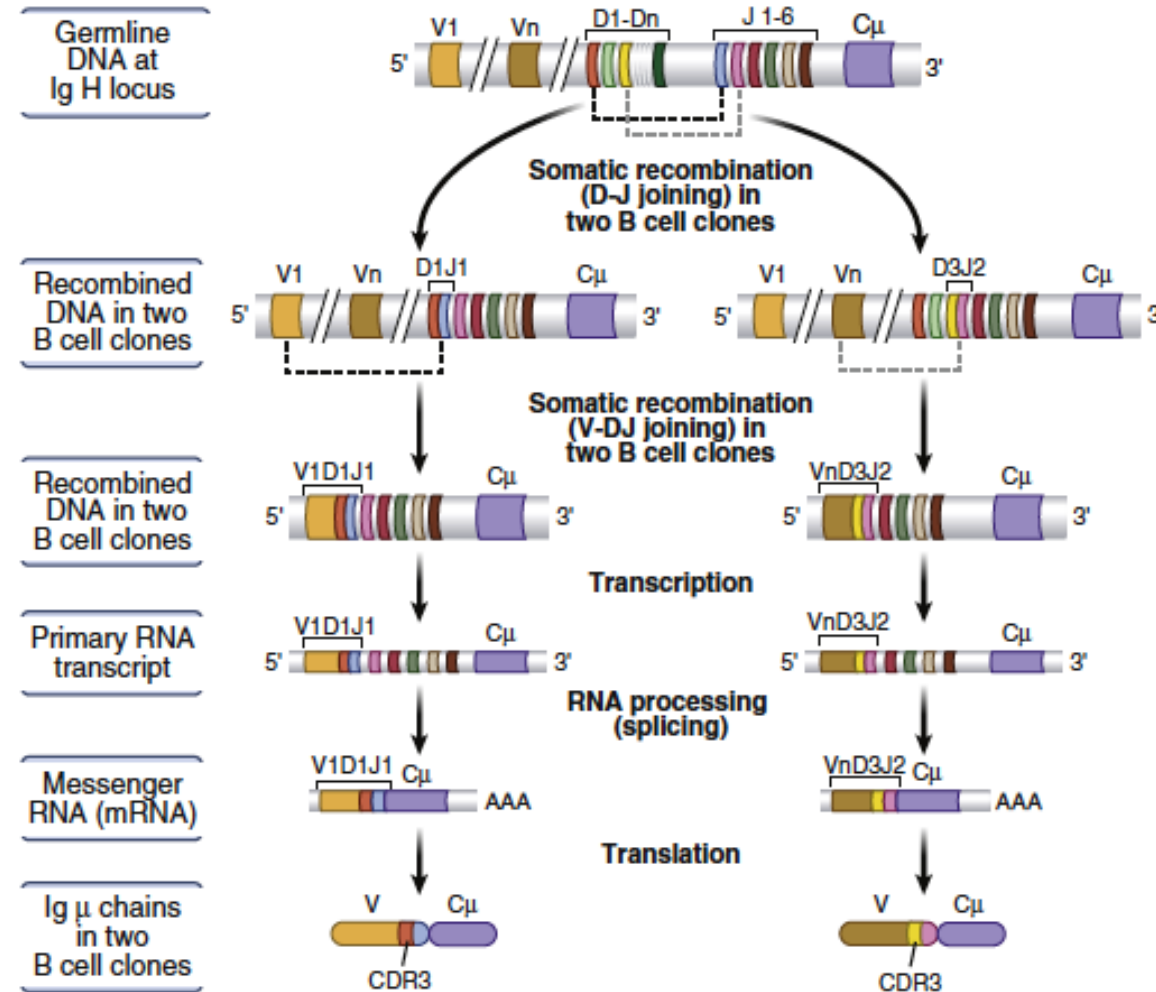 Germline
DNA at
Ig H locus
V1
Vn
D1-Dn
J 1-6
Cμ
5'
3'
Somatic recombination
(D-J joining) in
two B cell clones
Recombined
DNA in two
B cell clones
V1
Vn
D1J1
Cμ
5'
3'
V1
Vn
D3J2
Cμ
5'
3'
Somatic recombination
(V-DJ joining) in
two B cell clones
Recombined
DNA in two
B cell clones
V1D1J1
Cμ
5'
3'
VnD3J2
Cμ
5'
3'
Transcription
Primary RNA
transcript
V1D1J1
Cμ
5'
3'
VnD3J2
Cμ
5'
3'
RNA processing
(splicing)
Messenger
RNA (mRNA)
V1D1J1
Cμ
AAA
VnD3J2
Cμ
AAA
Translation
Ig μ chains
in two
B cell clones
V
Cμ
CDR3
V
Cμ
CDR3